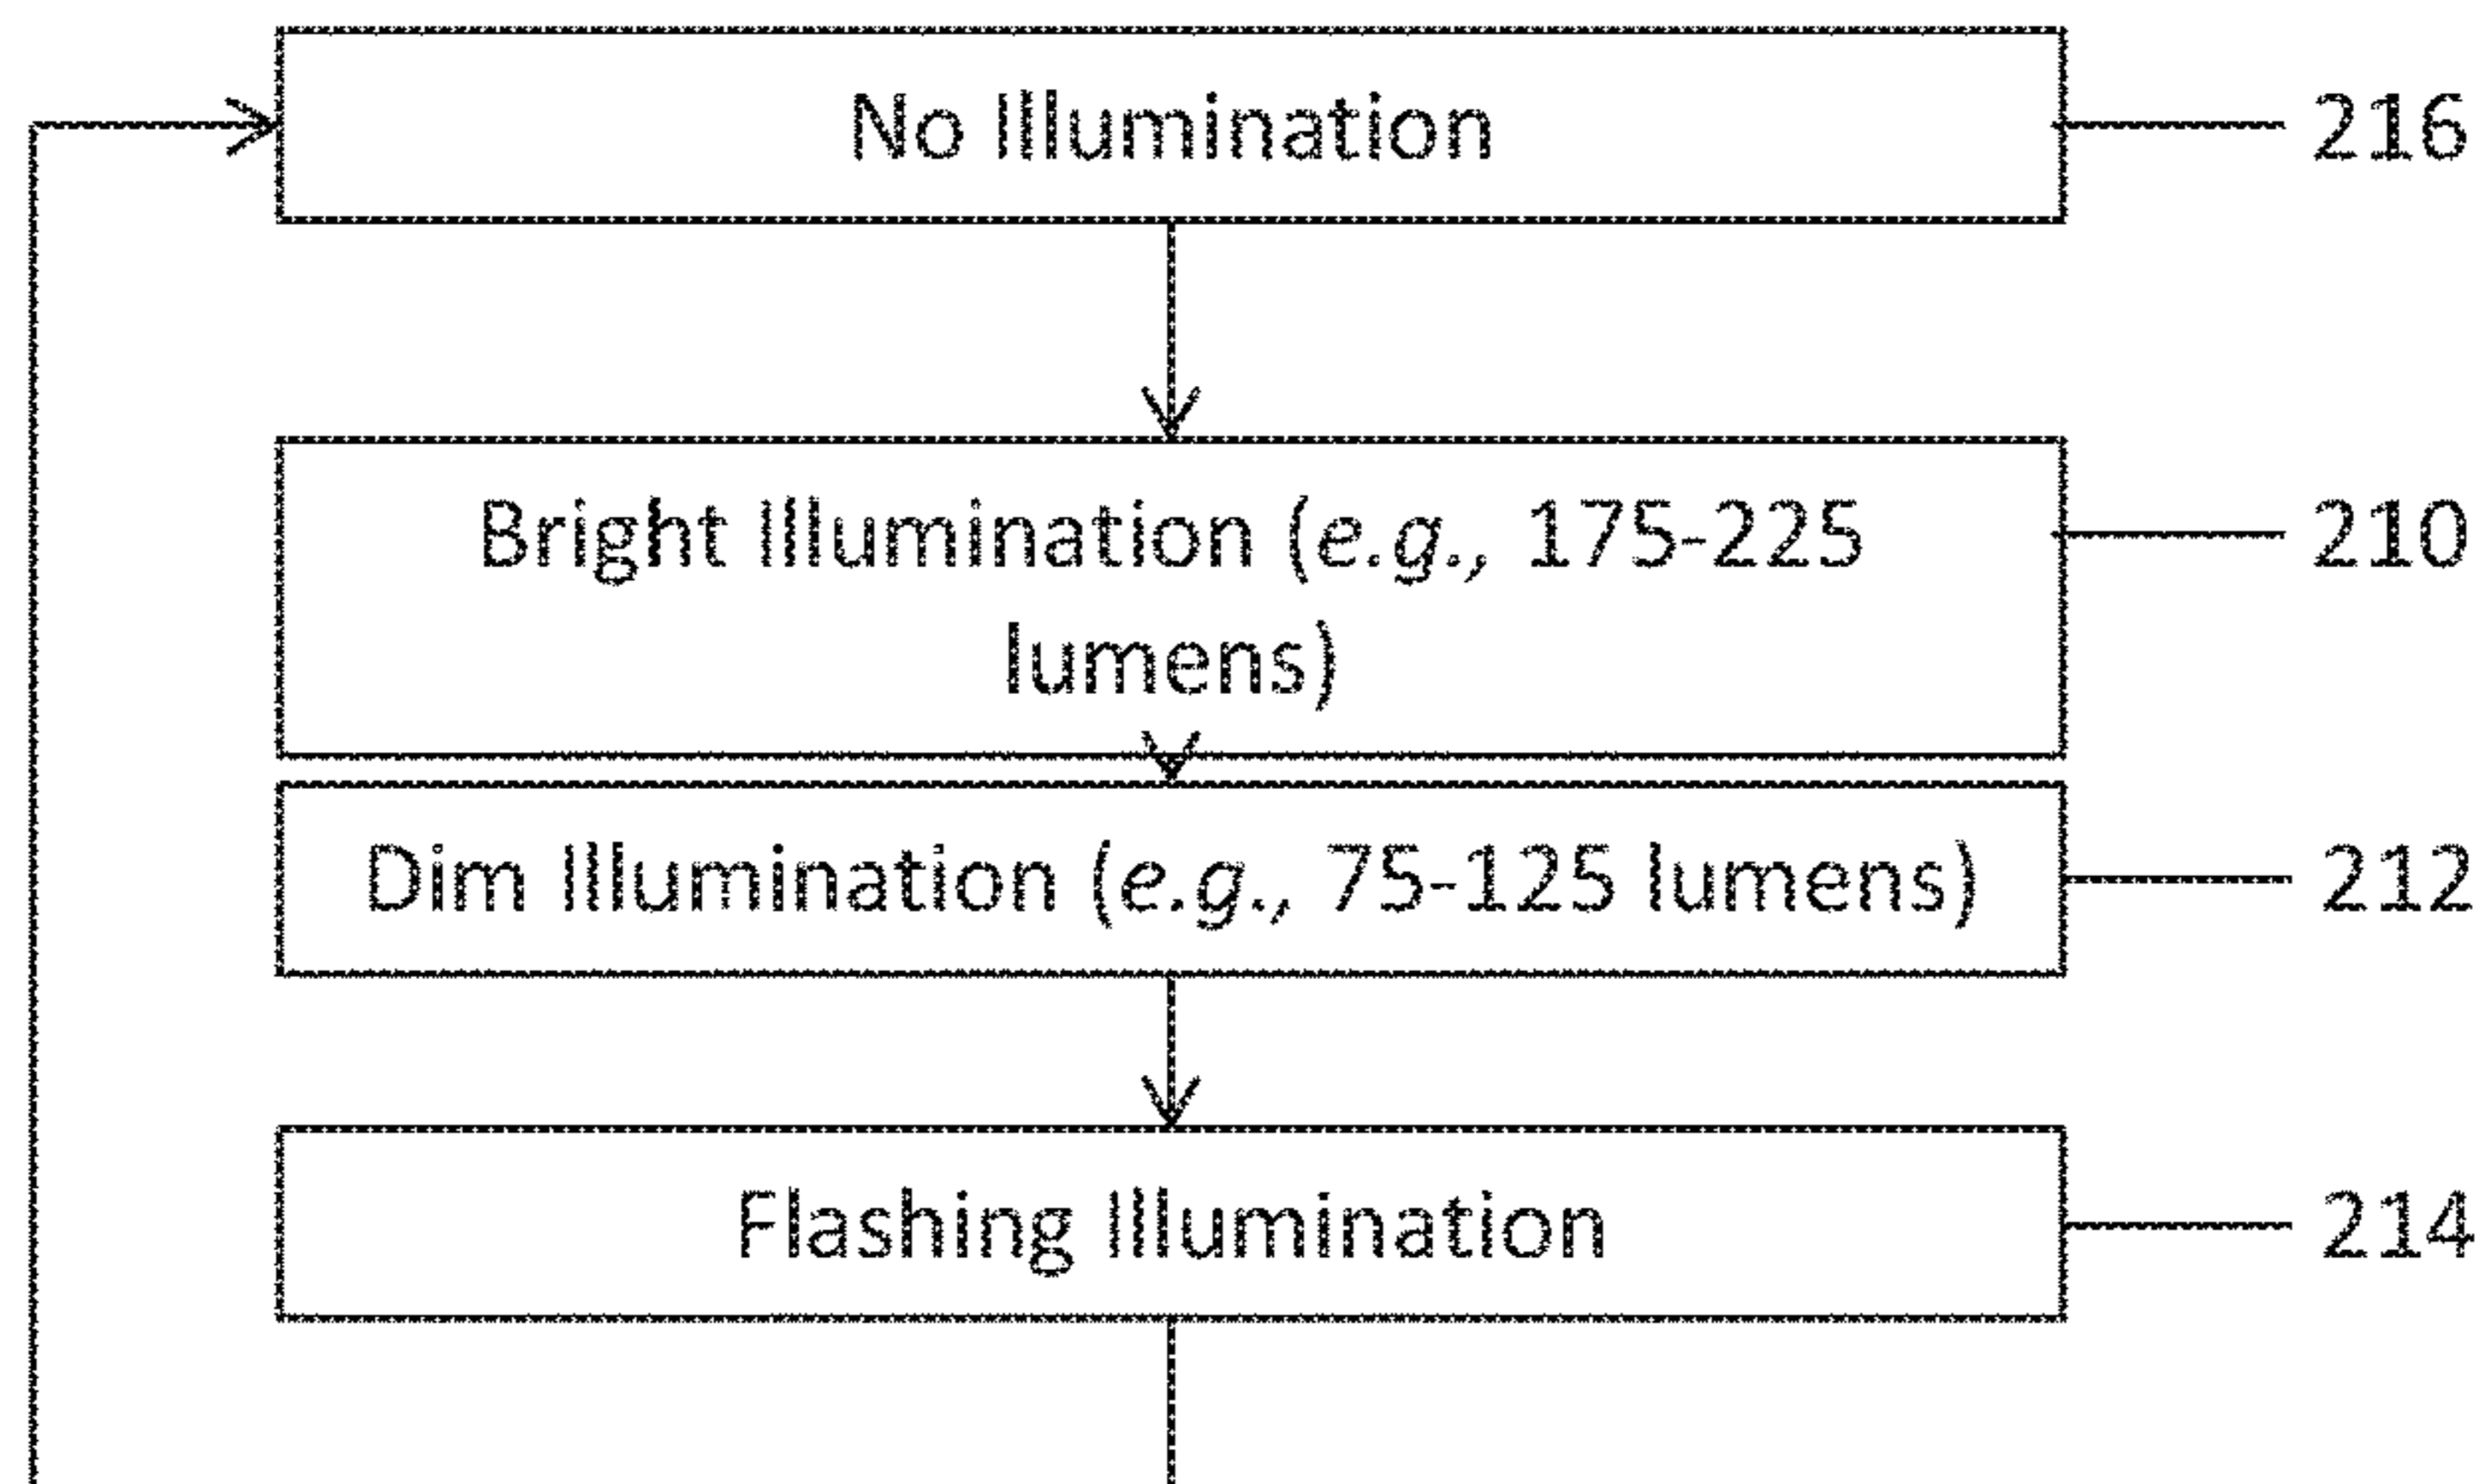 No Illumination
216
Bright Illumination (e.g., 175-225
210
lumens)
Dim Illumination (e.g., 75-125 lumens)
212
Flashing Illumination
214